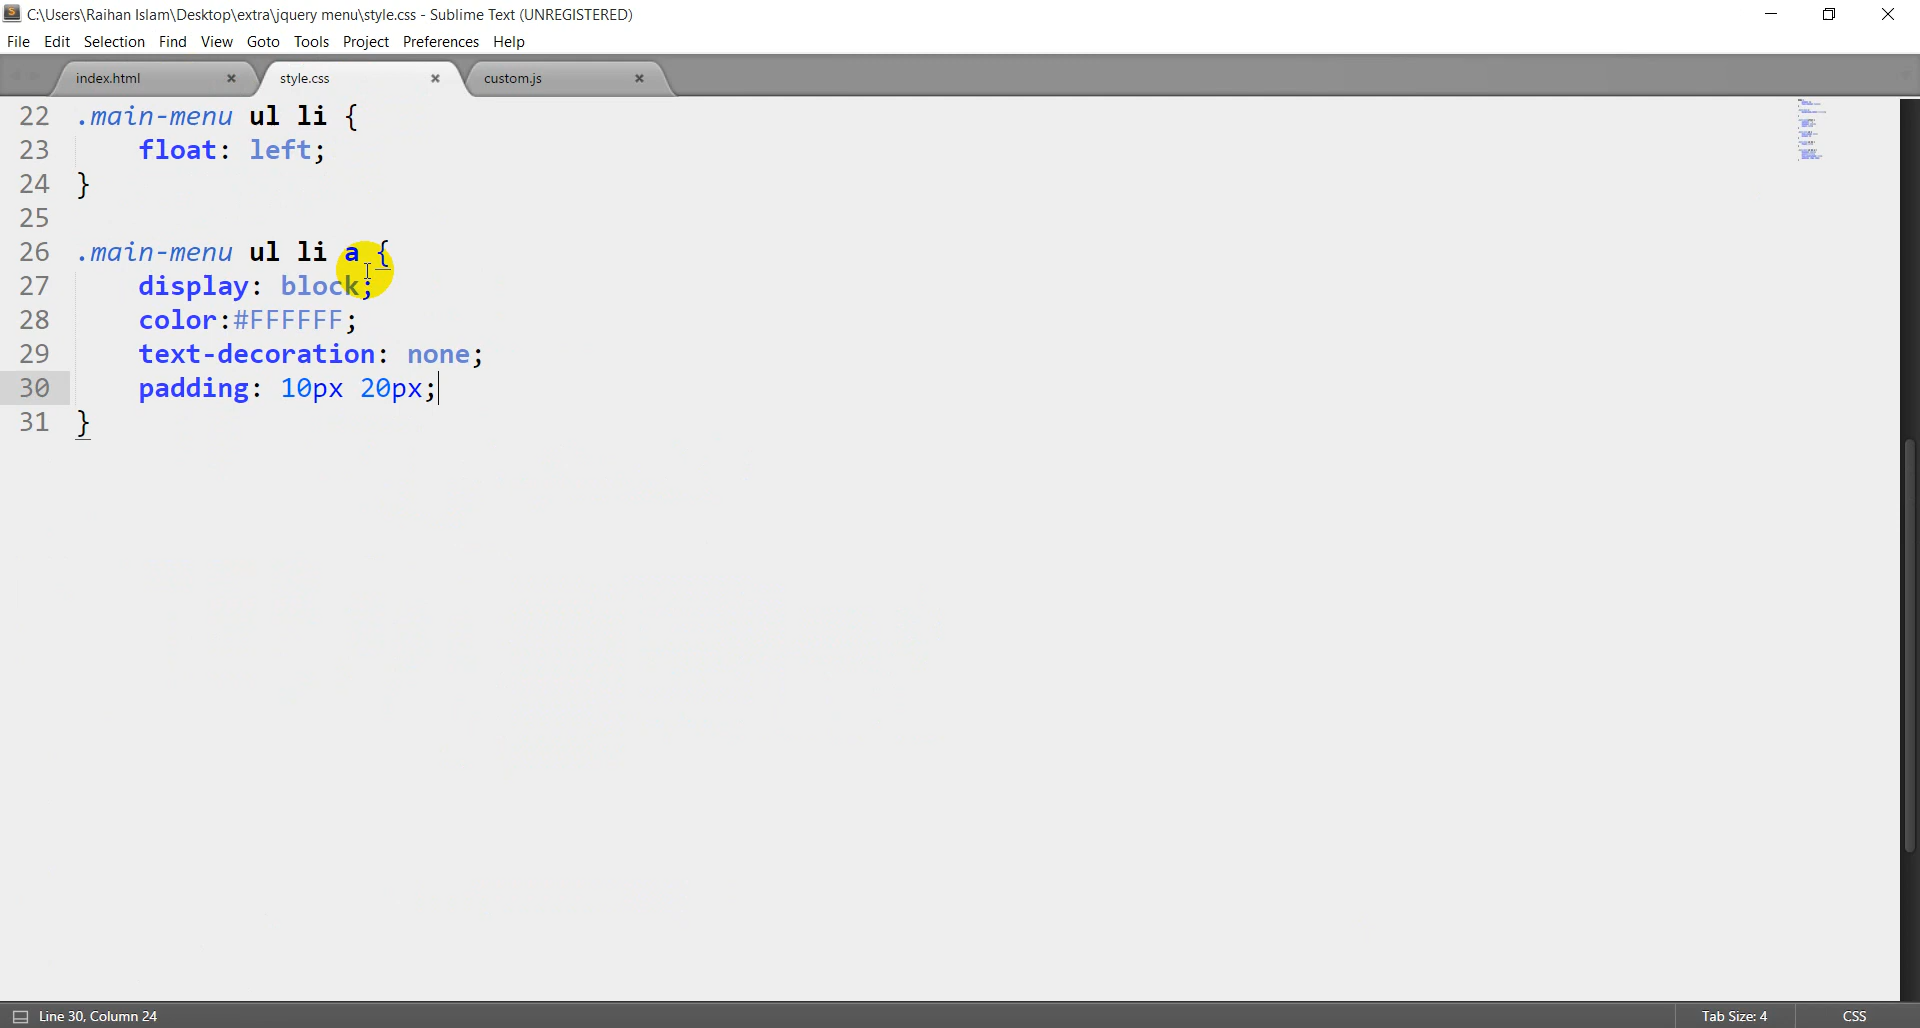 C:\Users\Raihan Islam\Desktop\extra\jquery menu\style.css - Sublime Text (UNREGISTERED)
File Edit Selection Find View Goto Tools Project Preferences Help
index.html style.css custom.js
22 .main-menu ul li {
23 float: left;
24 }
25
26 .main-menu ul li a {
27 display: block;
28 color:#FFFFFF;
29 text-decoration: none;
30 padding: 10px 20px;
31 }
Line 30, Column 24 Tab Size: 4 CSS